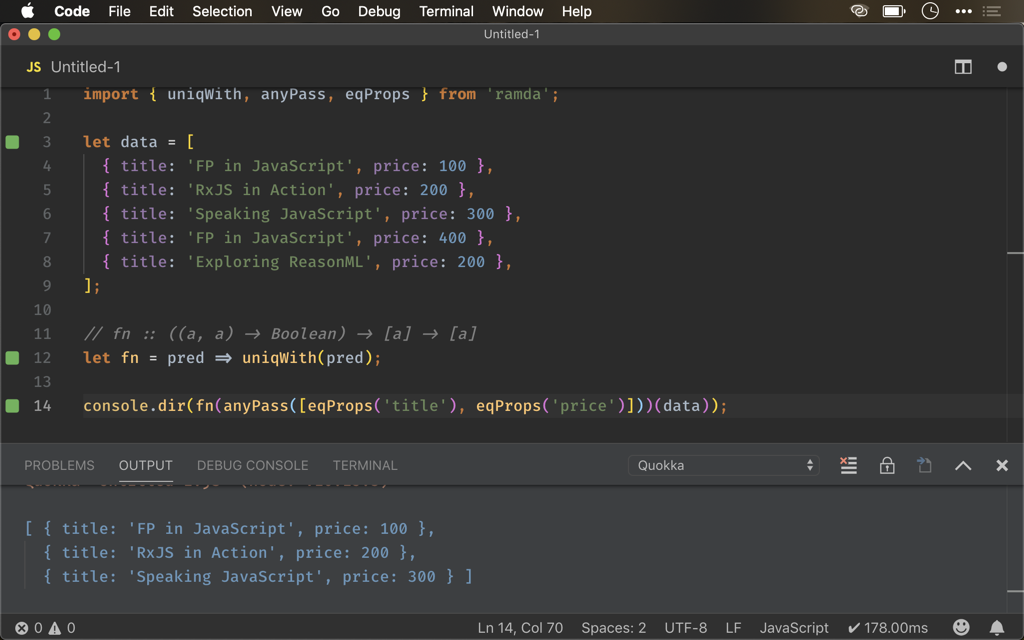 Code File Edit Selection View Go Debug Terminal Window Help
Untitled-1
JS Untitled-1
1 import { uniqWith, anyPass, eqProps } from 'ramda';
2
3 let data = [
4 { title: 'FP in JavaScript', price: 100 },
5 { title: 'RxJS in Action', price: 200 },
6 { title: 'Speaking JavaScript', price: 300 },
7 { title: 'FP in JavaScript', price: 400 },
8 { title: 'Exploring ReasonML', price: 200 },
9 ];
10
11 // fn :: ((a, a) → Boolean) → [a] → [a]
12 let fn = pred ⇒ uniqWith(pred);
13
14 console.dir(fn(anyPass([eqProps('title'), eqProps('price')]))(data));
PROBLEMS OUTPUT DEBUG CONSOLE TERMINAL Quokka
[ { title: 'FP in JavaScript', price: 100 },
{ title: 'RxJS in Action', price: 200 },
{ title: 'Speaking JavaScript', price: 300 } ]
0 0 Ln 14, Col 70 Spaces: 2 UTF-8 LF JavaScript ✔ 178.00ms